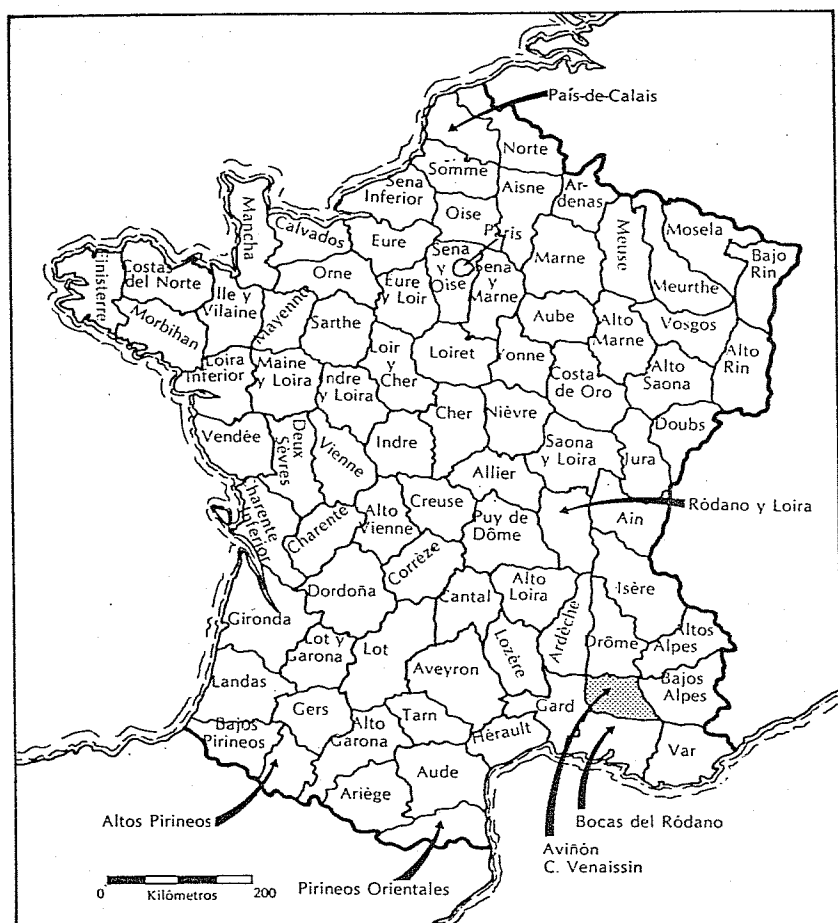 País-de-Calais
Norte
Somme
Sena
Inferior
Aisne
Ar-
denas
Oise
París
Mancha
Calvados
Eure
Sena
y
Oise
Sena
y
Marne
Marne
Meuse
Mosela
Meurthe
Bajo
Rin
Finisterre
Costas
del Norte
Ille y
Vilaine
Mayenne
Orne
Eure
y Loir
Morbihan
Sarthe
Aube
Alto
Marne
Vosgos
Loira
Inferior
Maine
y Loira
Indre
y Loira
Loir
y
Cher
Loiret
Yonne
Costa
de Oro
Alto
Saona
Alto
Rin
Vendée
Deux
Sèvres
Vienne
Indre
Cher
Nièvre
Saona
y Loira
Doubs
Jura
Allier
Charente
Inferior
Charente
Alto
Vienne
Creuse
Puy de
Dôme
Ródano y Loira
Ain
Corrèze
Dordoña
Cantal
Alto
Loira
Isère
Gironda
Lot y
Garona
Lot
Aveyron
Lozère
Ardèche
Drôme
Altos
Alpes
Landas
Gers
Tarn
Gard
Bajos
Alpes
Bajos
Pirineos
Alto
Garona
Hérault
Var
Ariège
Aude
Altos Pirineos
Bocas del Ródano
Aviñón
C. Venaissin
Pirineos Orientales
0 200
Kilómetros